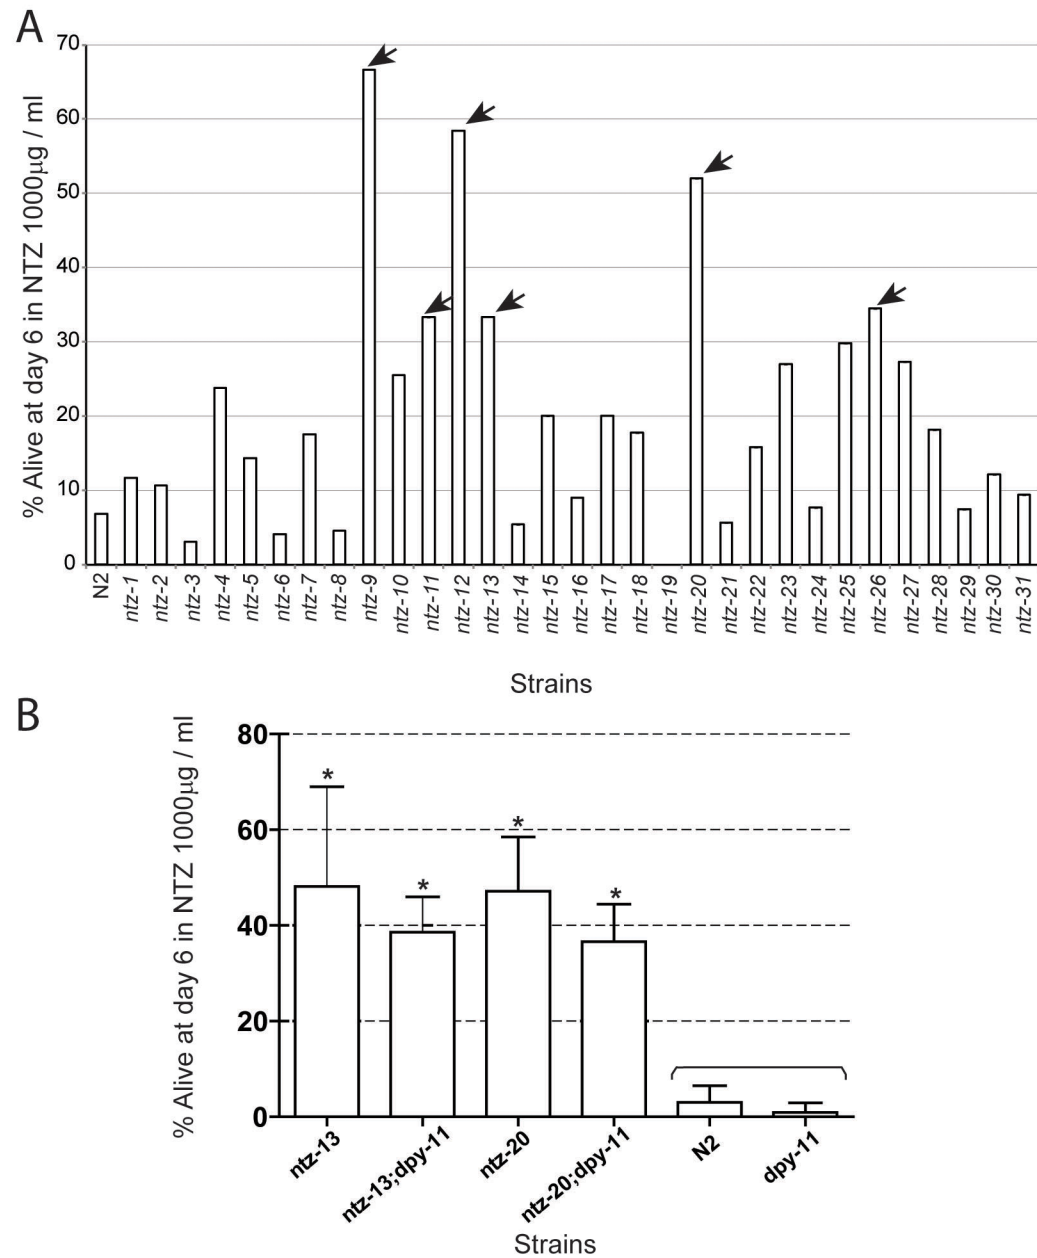 A
% Alive at day 6 in NTZ 1000µg / ml
70
60
50
40
30
20
10
0
N2 ntz-1 ntz-2 ntz-3 ntz-4 ntz-5 ntz-6 ntz-7 ntz-8 ntz-9 ntz-10 ntz-11 ntz-12 ntz-13 ntz-14 ntz-15 ntz-16 ntz-17 ntz-18 ntz-19 ntz-20 ntz-21 ntz-22 ntz-23 ntz-24 ntz-25 ntz-26 ntz-27 ntz-28 ntz-29 ntz-30 ntz-31
Strains
B
% Alive at day 6 in NTZ 1000µg / ml
80
60
40
20
0
* * * *
ntz-13 ntz-13;dpy-11 ntz-20 ntz-20;dpy-11 N2 dpy-11
Strains